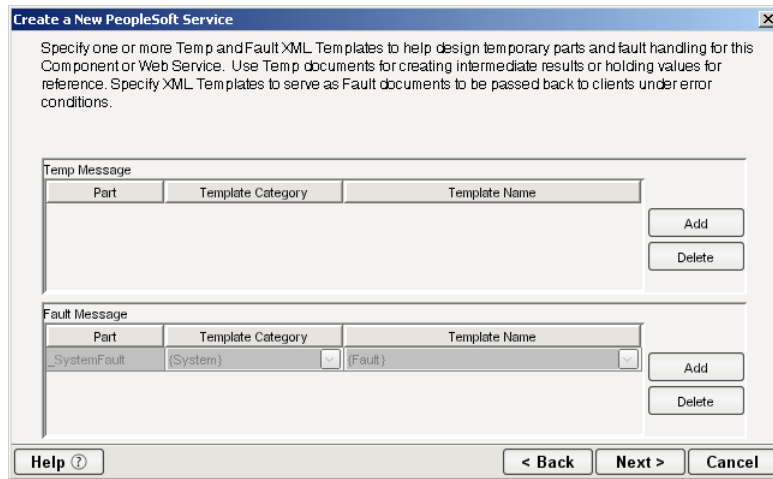 Create a New PeopleSoft Service
Specify one or more Temp and Fault XML Templates to help design temporary parts and fault handling for this
Component or Web Service. Use Temp documents for creating intermediate results or holding values for
reference. Specify XML Templates to serve as Fault documents to be passed back to clients under error
conditions.
Temp Message
Part Template Category Template Name
Add
Delete
Fault Message
Part Template Category Template Name
_SystemFault {System} {Fault}
Add
Delete
Help ? < Back Next > Cancel